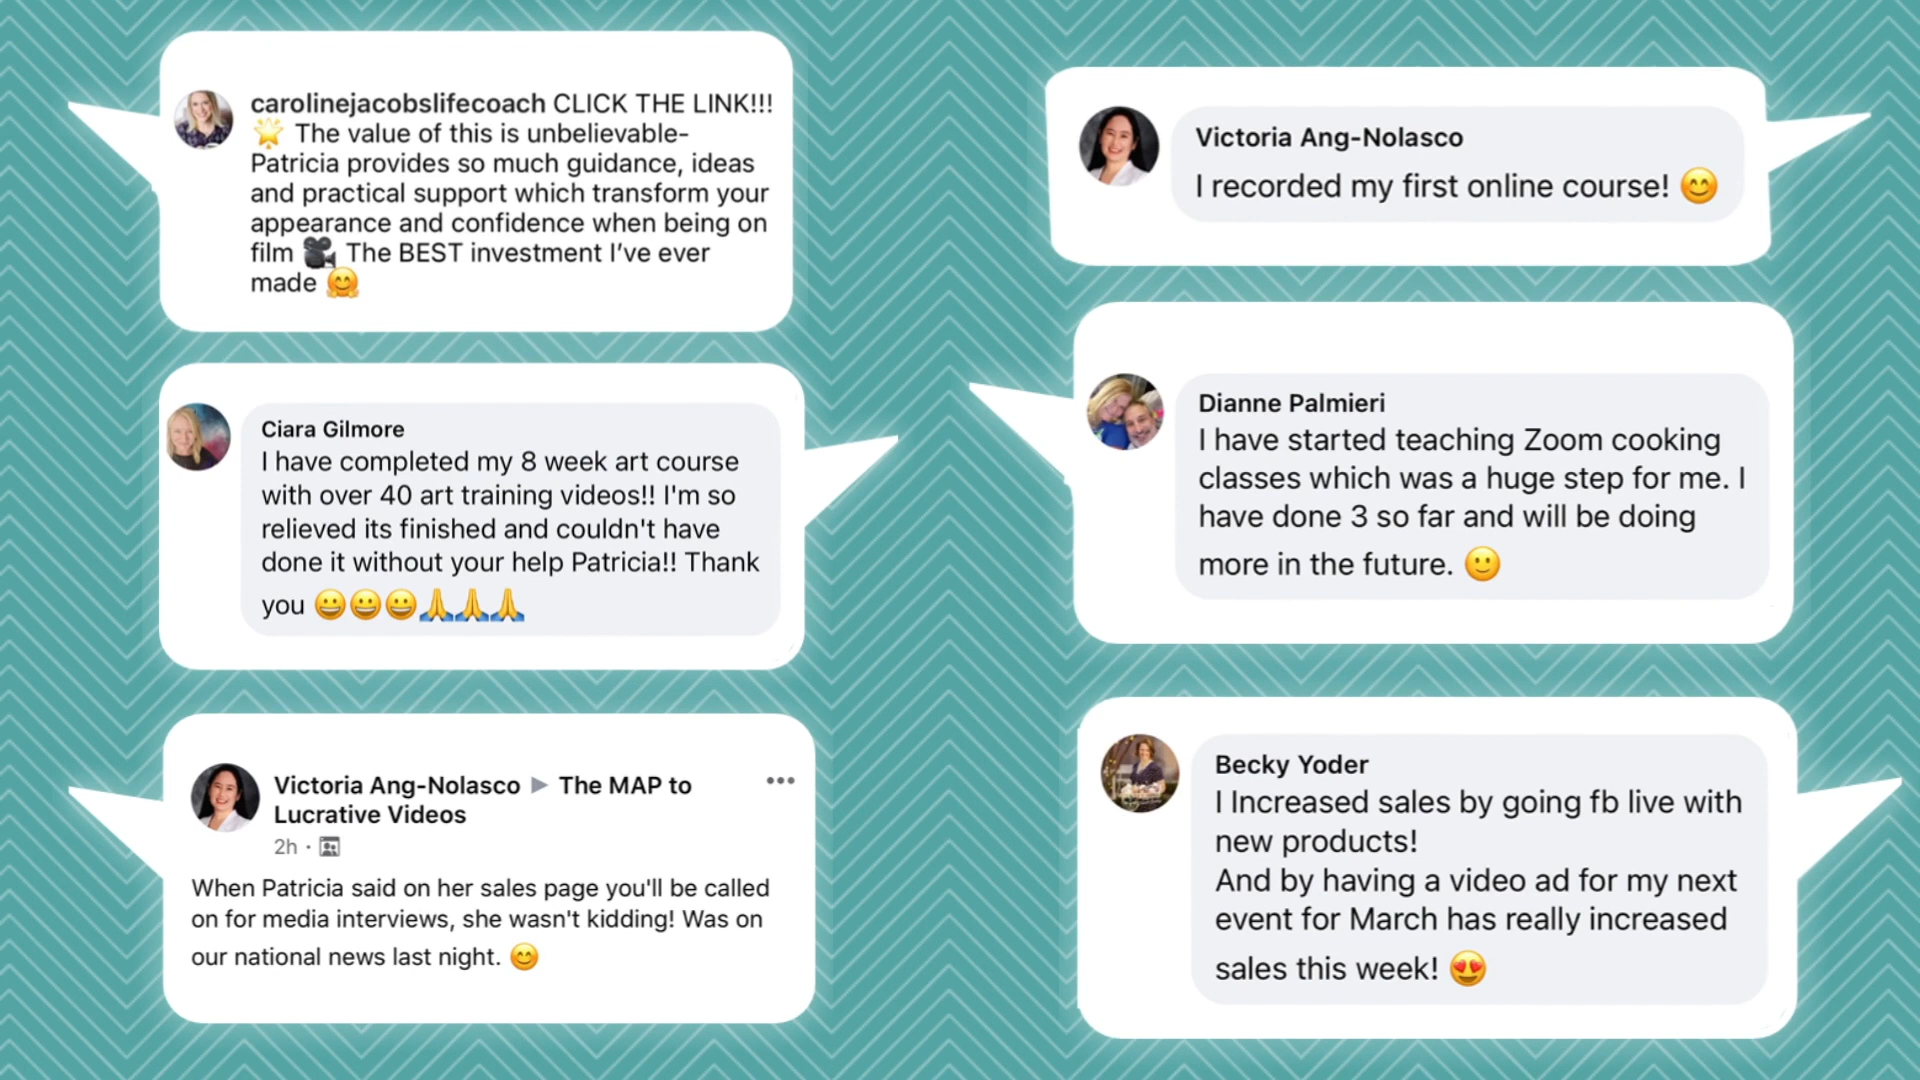 carolinejacobslifecoach CLICK THE LINK!!!
🌟 The value of this is unbelievable-
Patricia provides so much guidance, ideas
and practical support which transform your
appearance and confidence when being on
film 🎥 The BEST investment I’ve ever
made 🤗
Ciara Gilmore
I have completed my 8 week art course
with over 40 art training videos!! I'm so
relieved its finished and couldn't have
done it without your help Patricia!! Thank
you 😀😀😀🙏🙏🙏
Victoria Ang-Nolasco ▶ The MAP to
Lucrative Videos
2h ·
When Patricia said on her sales page you'll be called
on for media interviews, she wasn't kidding! Was on
our national news last night. 😊
Victoria Ang-Nolasco
I recorded my first online course! 😊
Dianne Palmieri
I have started teaching Zoom cooking
classes which was a huge step for me. I
have done 3 so far and will be doing
more in the future. 🙂
Becky Yoder
I Increased sales by going fb live with
new products!
And by having a video ad for my next
event for March has really increased
sales this week! 😍